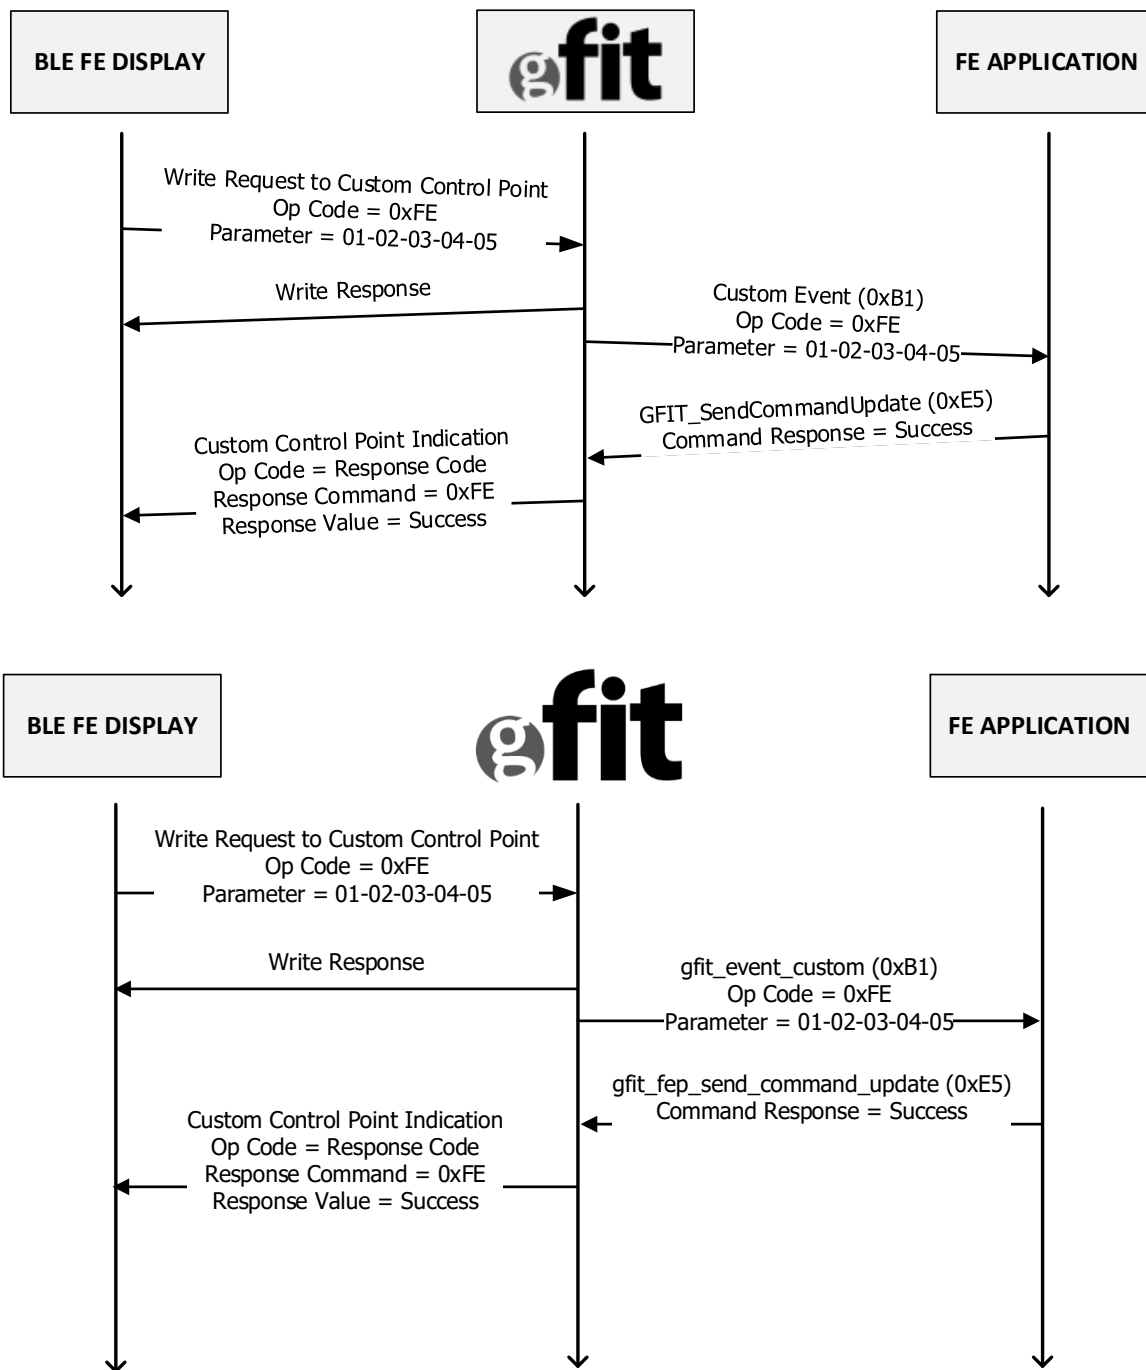 BLE FE DISPLAY
gfit
FE APPLICATION
Write Request to Custom Control Point
Op Code = 0xFE
Parameter = 01-02-03-04-05
Write Response
Custom Event (0xB1)
Op Code = 0xFE
Parameter = 01-02-03-04-05
GFIT_SendCommandUpdate (0xE5)
Command Response = Success
Custom Control Point Indication
Op Code = Response Code
Response Command = 0xFE
Response Value = Success
BLE FE DISPLAY
gfit
FE APPLICATION
Write Request to Custom Control Point
Op Code = 0xFE
Parameter = 01-02-03-04-05
Write Response
gfit_event_custom (0xB1)
Op Code = 0xFE
Parameter = 01-02-03-04-05
gfit_fep_send_command_update (0xE5)
Command Response = Success
Custom Control Point Indication
Op Code = Response Code
Response Command = 0xFE
Response Value = Success